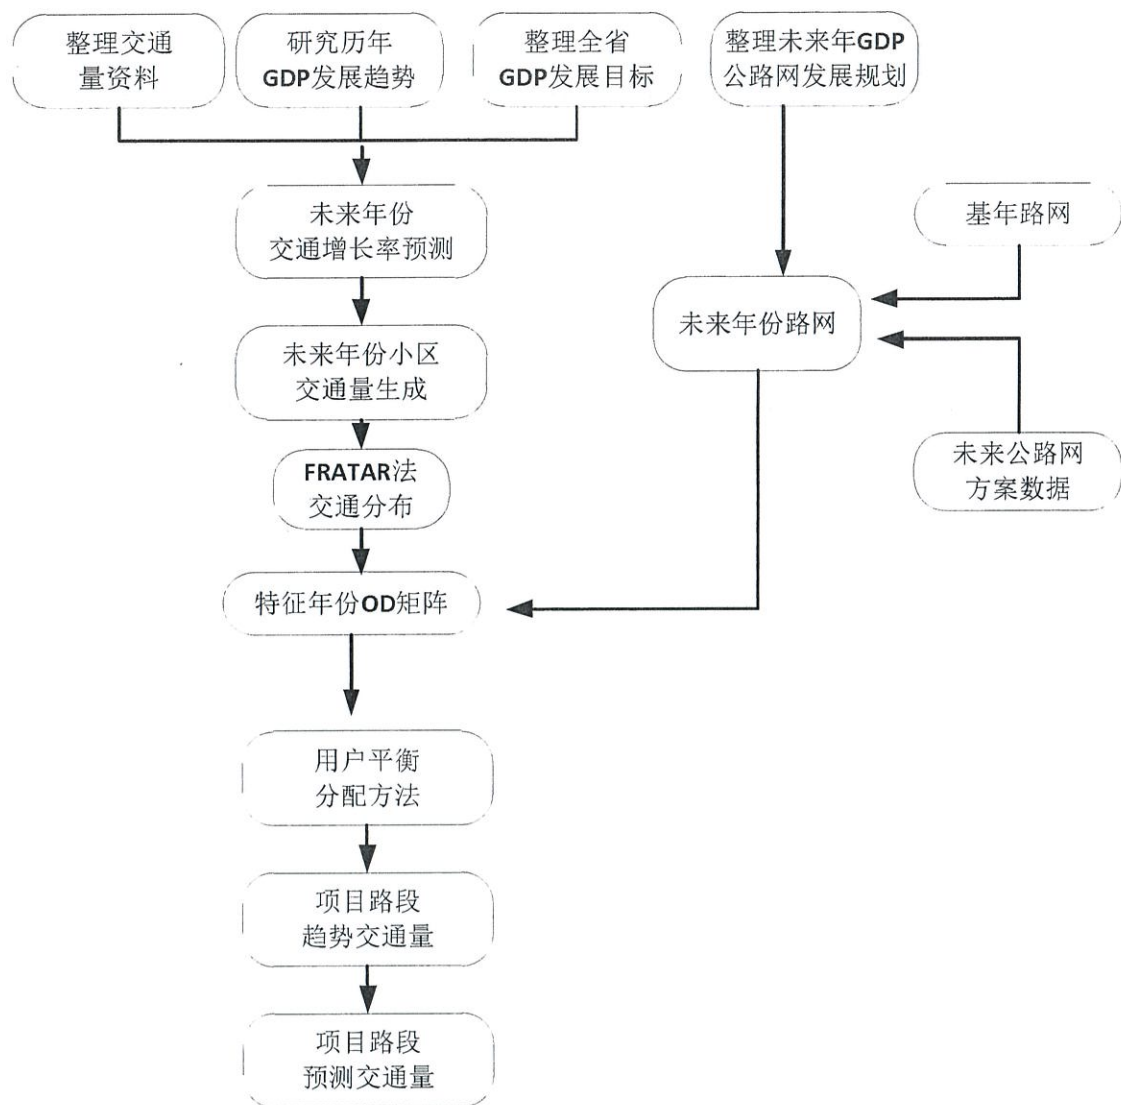 整理交通
量资料
研究历年
GDP发展趋势
整理全省
GDP发展目标
整理未来年GDP
公路网发展规划
未来年份
交通增长率预测
基年路网
未来年份路网
未来年份小区
交通量生成
未来公路网
方案数据
FRATAR法
交通分布
特征年份OD矩阵
用户平衡
分配方法
项目路段
趋势交通量
项目路段
预测交通量